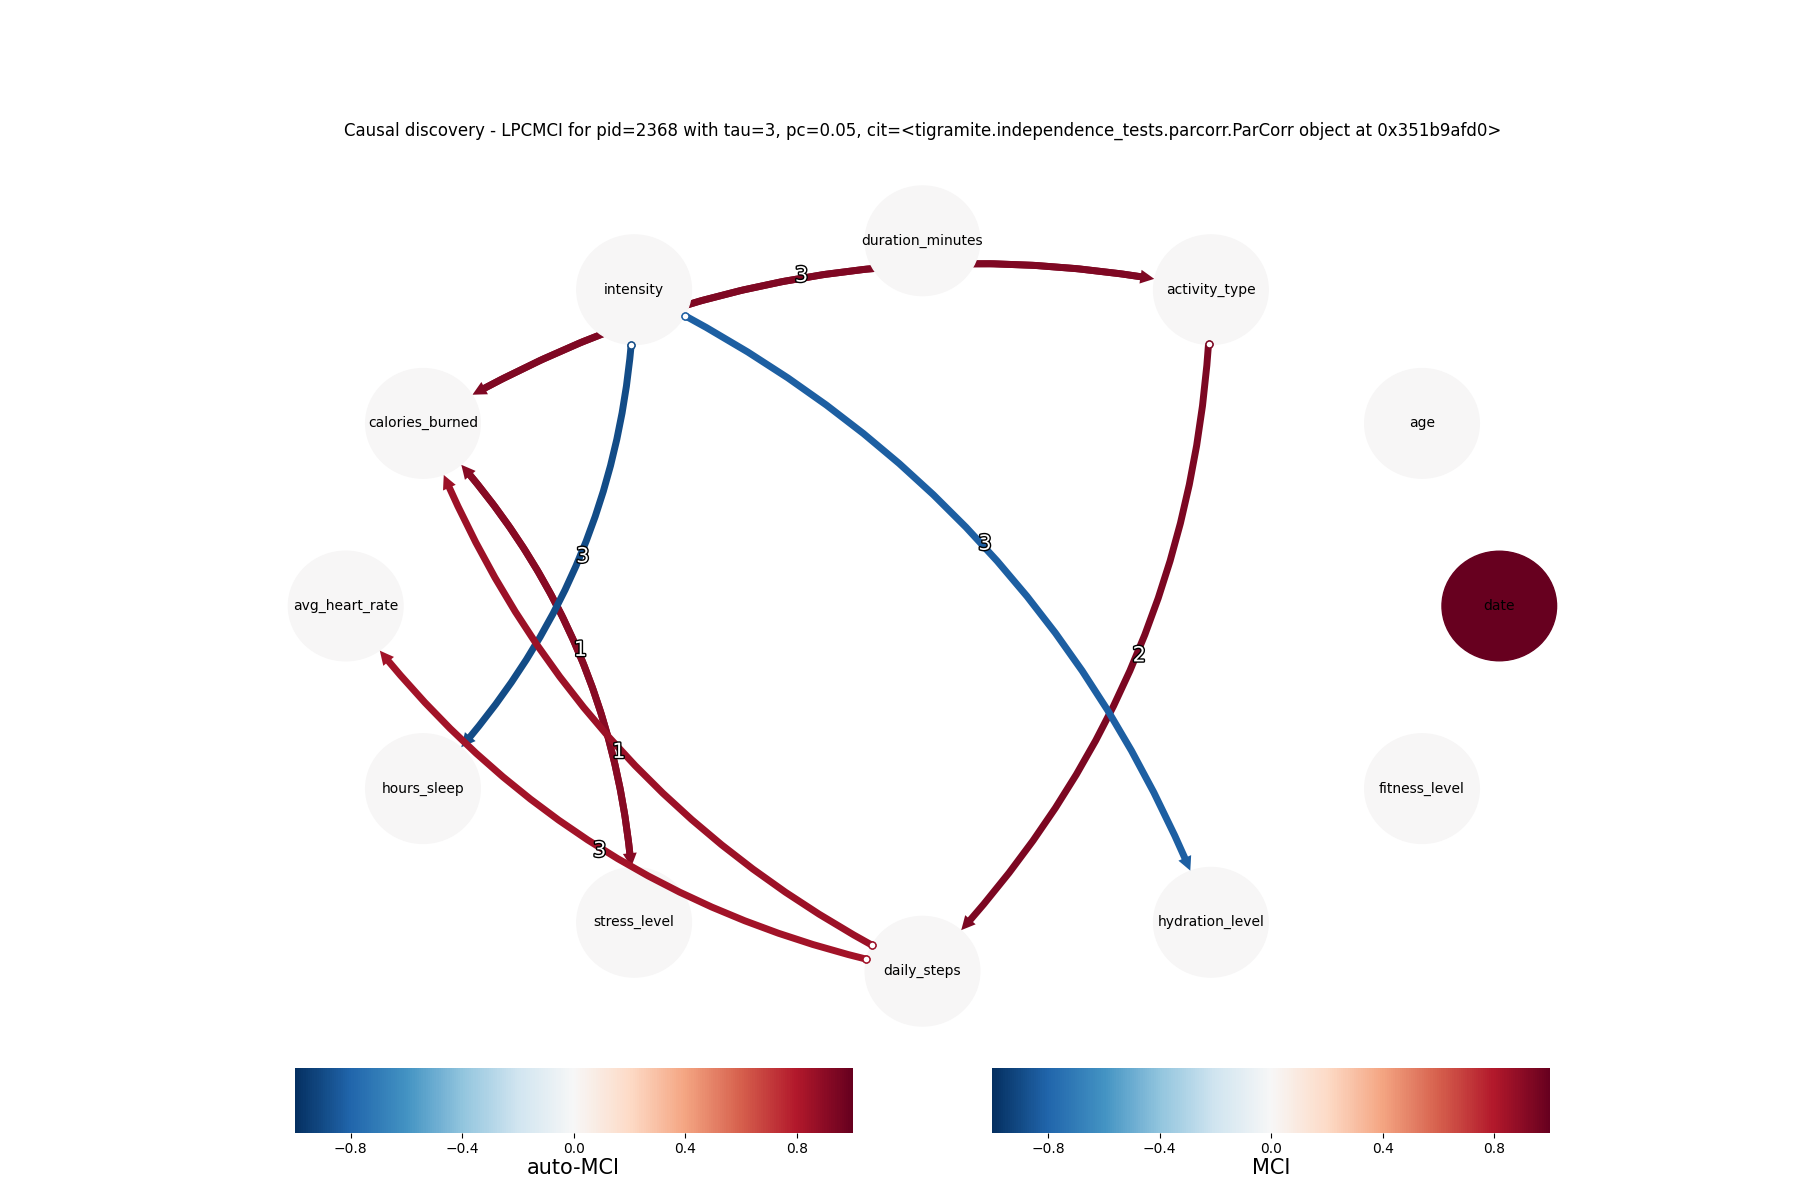 Causal discovery - LPCMCI for pid=2368 with tau=3, pc=0.05, cit=<tigramite.independence_tests.parcorr.ParCorr object at 0x351b9afd0>
duration_minutes
3
intensity
activity_type
calories_burned
age
3
3
avg_heart_rate
date
1
2
1
hours_sleep
fitness_level
3
stress_level
hydration_level
daily_steps
−0.8 −0.4 0.0 0.4 0.8
auto-MCI
−0.8 −0.4 0.0 0.4 0.8
MCI